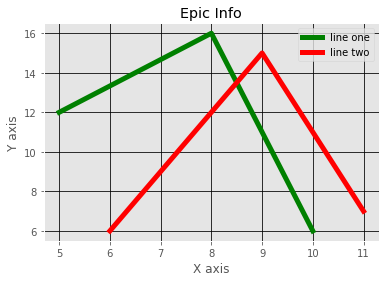 Epic Info
line one
line two
16
14
12
10
8
6
Y axis
5 6 7 8 9 10 11
X axis